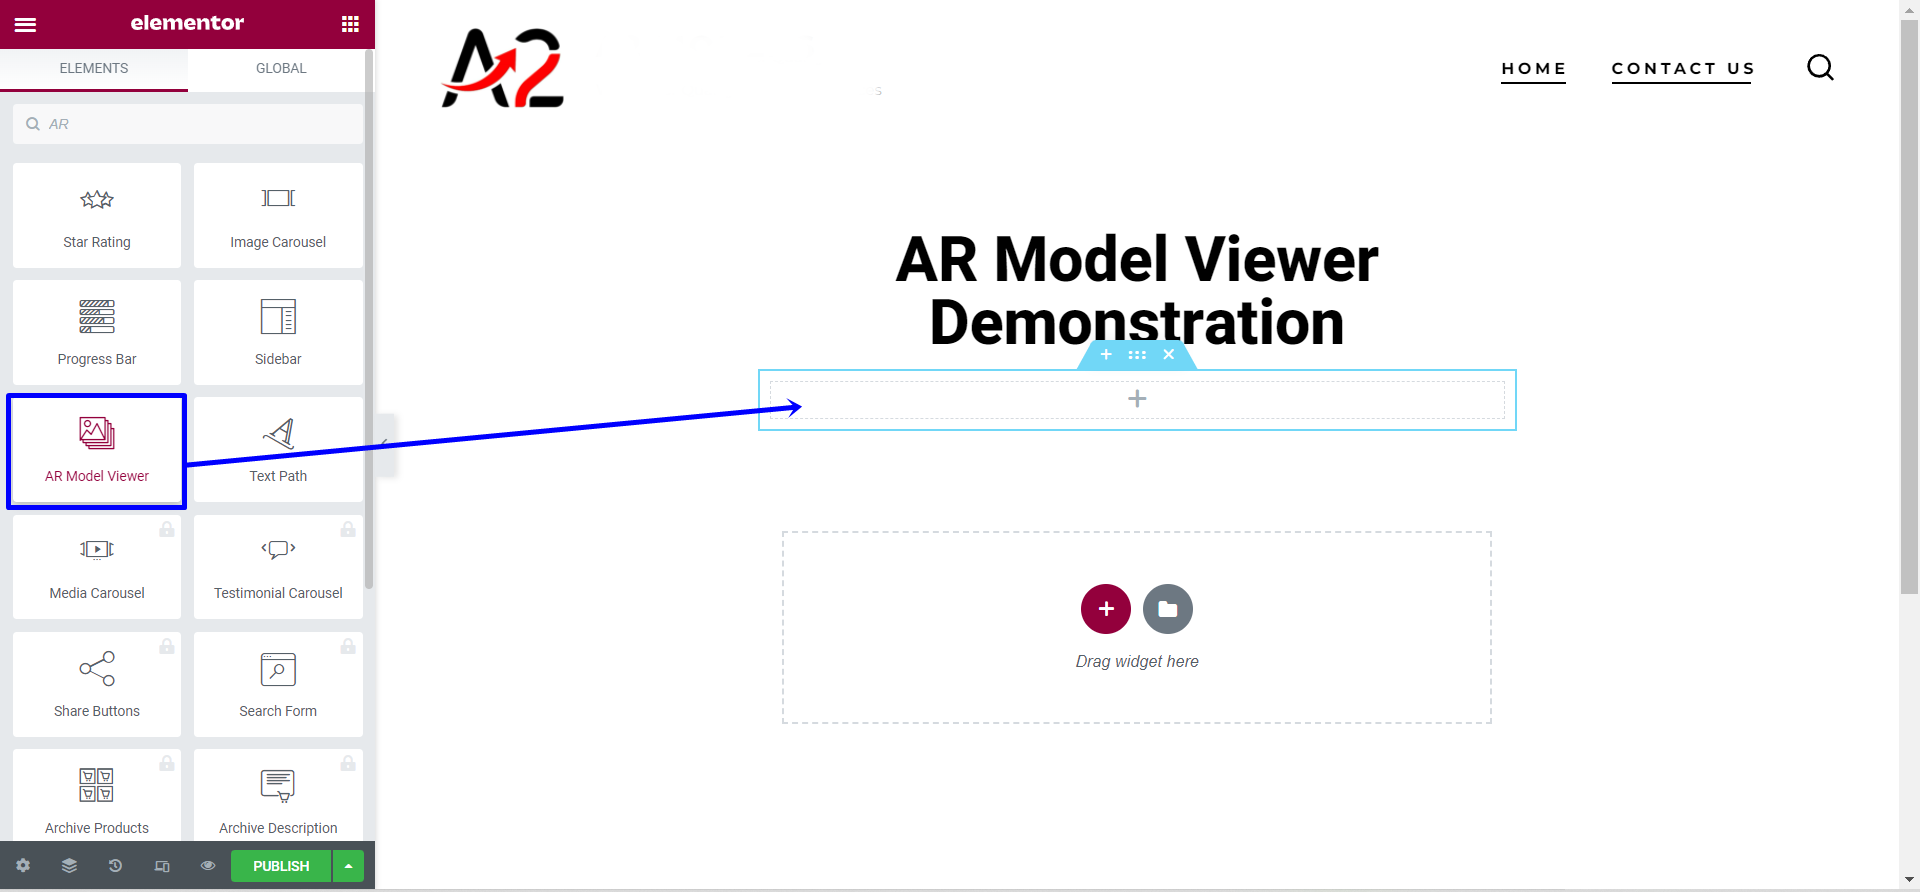 elementor
ELEMENTS
GLOBAL
AR
Star Rating
Image Carousel
Progress Bar
Sidebar
AR Model Viewer
Text Path
Media Carousel
Testimonial Carousel
Share Buttons
Search Form
Archive Products
Archive Description
PUBLISH
A2
s
HOME
CONTACT US
AR Model Viewer
Demonstration
Drag widget here